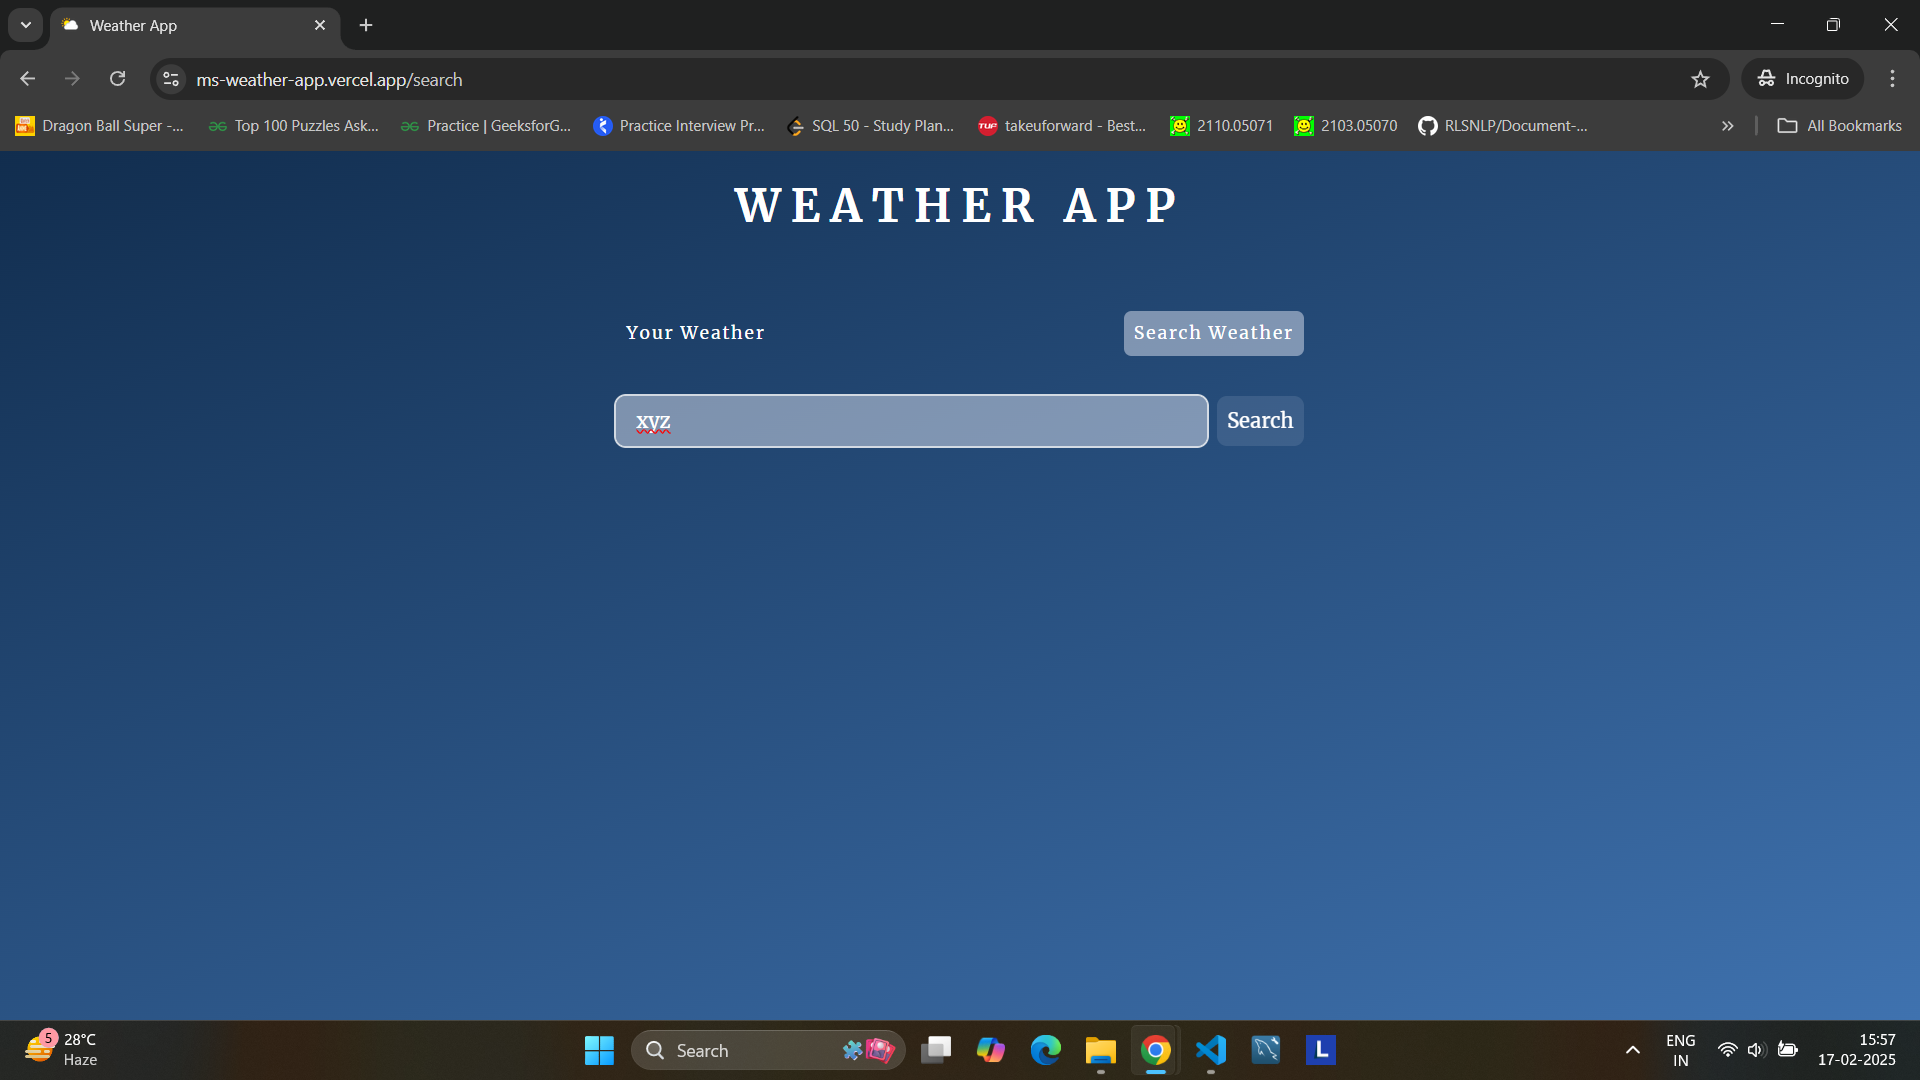 Weather App
ms-weather-app.vercel.app/search
Incognito
Dragon Ball Super -...
Top 100 Puzzles Ask...
Practice | GeeksforG...
Practice Interview Pr...
SQL 50 - Study Plan...
TUF takeuforward - Best...
2110.05071
2103.05070
RLSNLP/Document-...
All Bookmarks
WEATHER APP
Your Weather
Search Weather
xyz
Search
5
28°C
Haze
Search
L
ENG
IN
15:57
17-02-2025